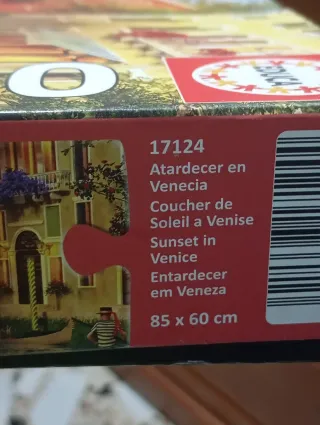 17124
Atardecer en
Venecia
Coucher de
Soleil a Venise
Sunset in
Venice
Entardecer
em Veneza
85 x 60 cm